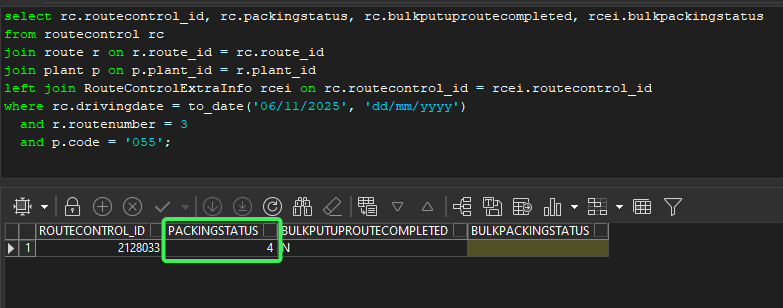 select rc.routecontrol_id, rc.packingstatus, rc.bulkputuproutecompleted, rcei.bulkpackingstatus
from routecontrol rc
join route r on r.route_id = rc.route_id
join plant p on p.plant_id = r.plant_id
left join RouteControlExtraInfo rcei on rc.routecontrol_id = rcei.routecontrol_id
where rc.drivingdate = to_date('06/11/2025', 'dd/mm/yyyy')
  and r.routenumber = 3
  and p.code = '055';
ROUTECONTROL_ID PACKINGSTATUS BULKPUTUPROUTECOMPLETED BULKPACKINGSTATUS
1 2128033 4 N